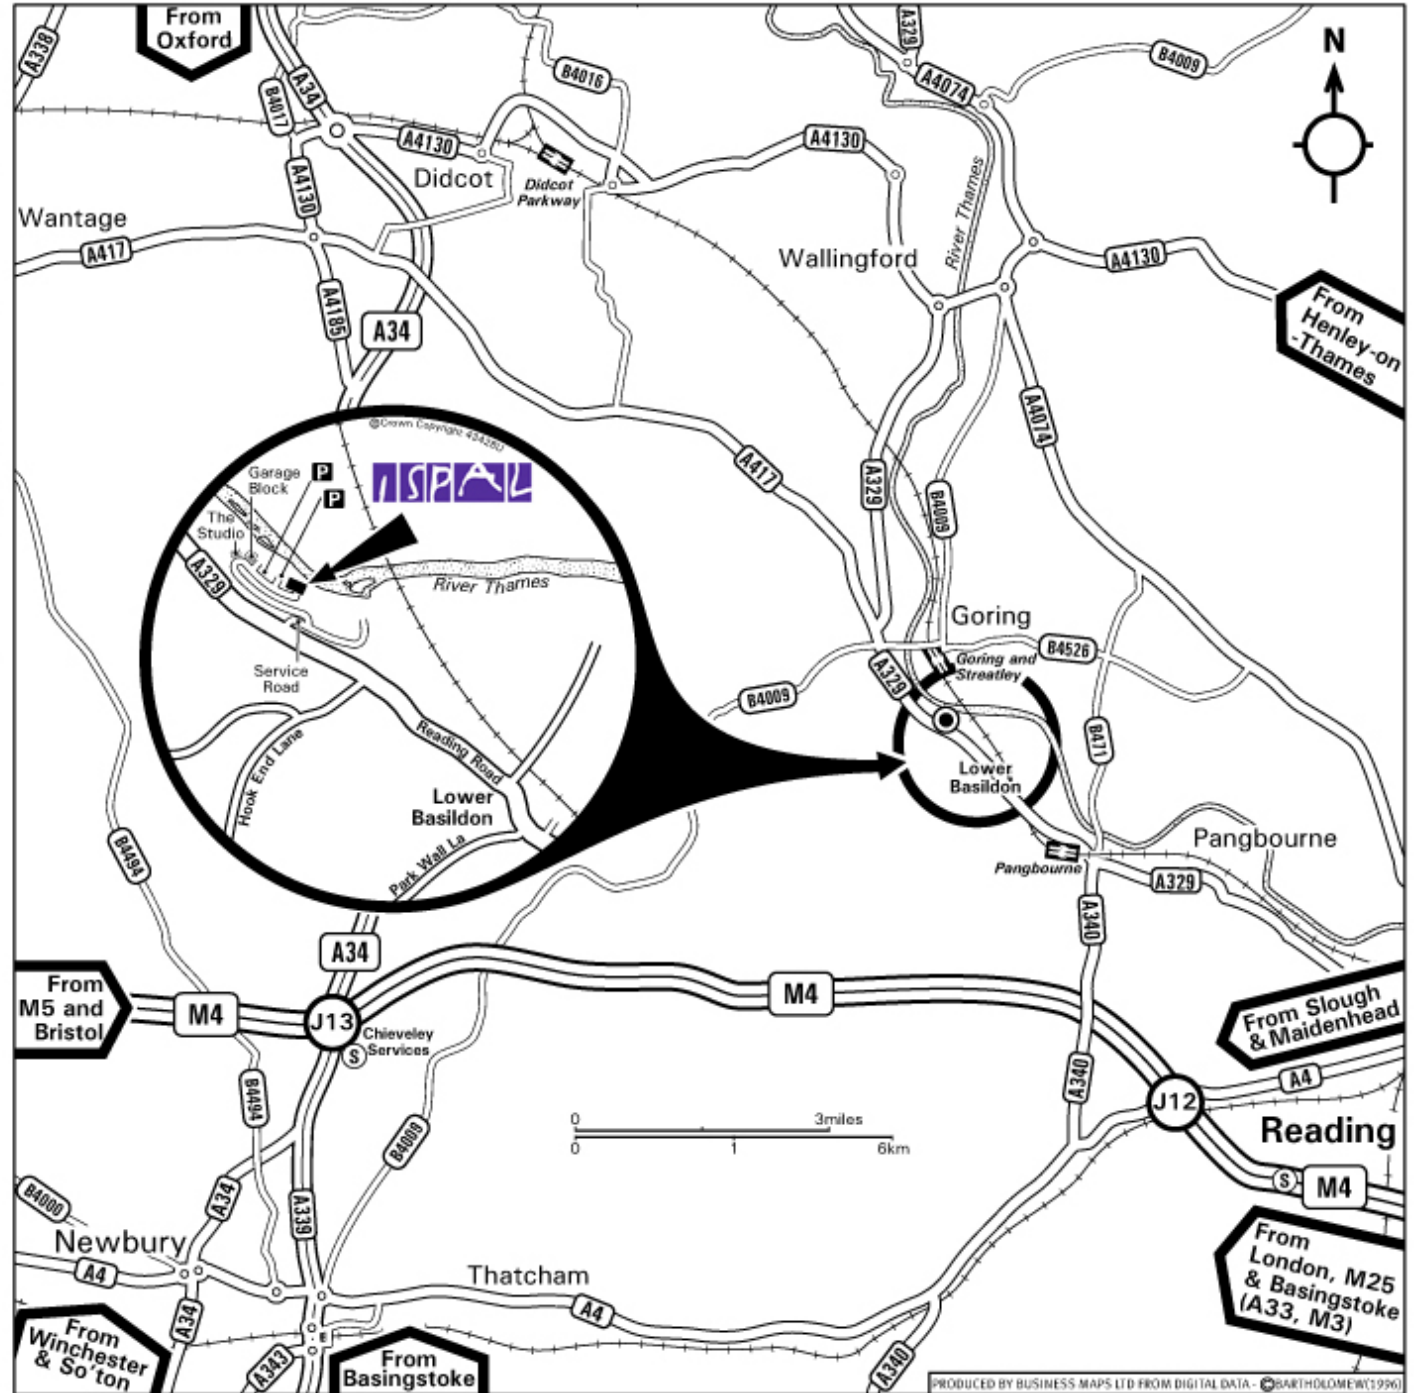 From
Oxford
A338
A34
B4017
B4016
A329
A4074
B4009
N
A4130
Didcot
Didcot
Parkway
A4130
A4130
Wantage
A417
A4185
A34
Wallingford
River Thames
A4130
From
Henley-on
-Thames
A4074
A417
A329
B4009
©Crown Copyright 43428U
ISPAL
Garage
Block
P
P
The
Studio
A329
River Thames
Service
Road
Hook End Lane
Reading Road
Lower
Basildon
Park Wall La
Goring
B4526
Goring and
Streatley
A329
B4009
B471
Lower
Basildon
Pangbourne
Pangbourne
A329
A340
B4494
A34
From
M5 and
Bristol
M4
J13
Chieveley
Services
S
M4
From Slough
& Maidenhead
A4
A340
J12
Reading
S
M4
B4494
B4009
0
3miles
0
1
6km
B4000
A34
A339
Newbury
A4
Thatcham
A4
A34
A343
A340
From
Winchester
& So'ton
From
Basingstoke
From
London, M25
& Basingstoke
(A33, M3)
PRODUCED BY BUSINESS MAPS LTD FROM DIGITAL DATA - ©BARTHOLOMEW(1996)